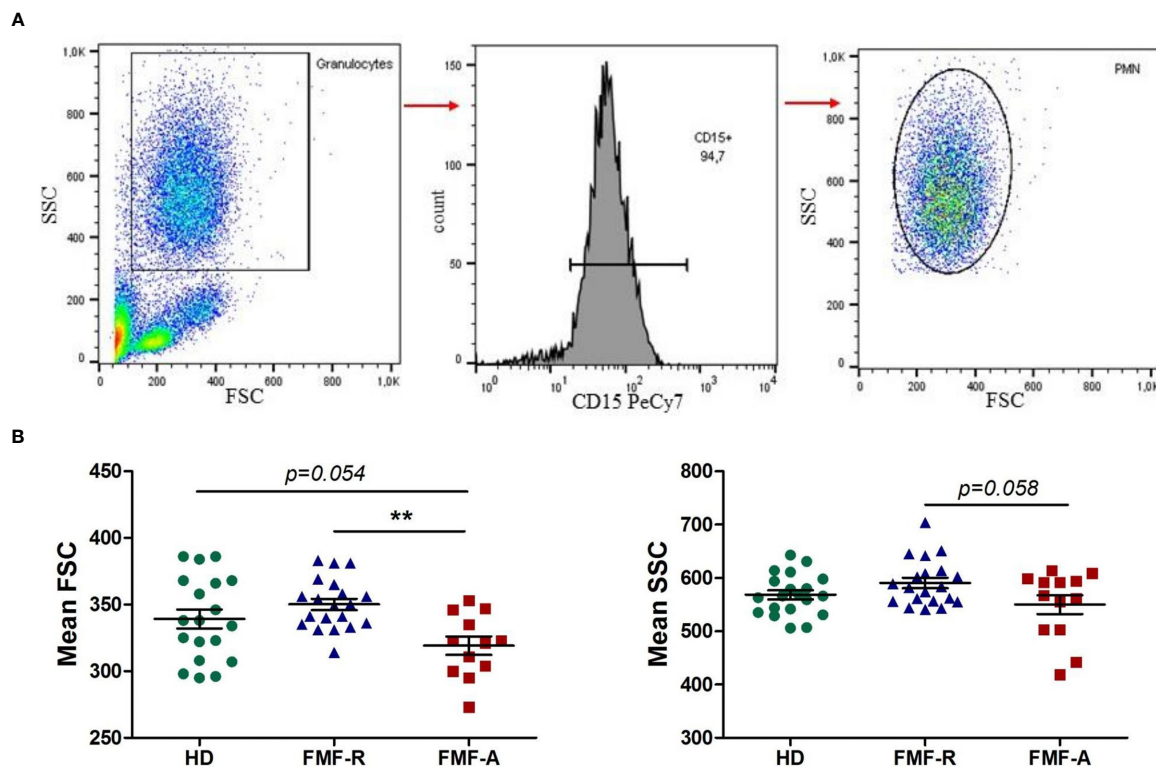 A
Granulocytes
1,0K
800
600
400
200
0
SSC
0 200 400 600 800 1,0K
FSC
CD15+
94,7
150
100
50
0
count
10^0 10^1 10^2 10^3 10^4
CD15 PeCy7
PMN
1,0K
800
600
400
200
0
SSC
0 200 400 600 800 1,0K
FSC
B
450
400
350
300
250
Mean FSC
p=0.054
**
HD FMF-R FMF-A
800
700
600
500
400
300
Mean SSC
p=0.058
HD FMF-R FMF-A